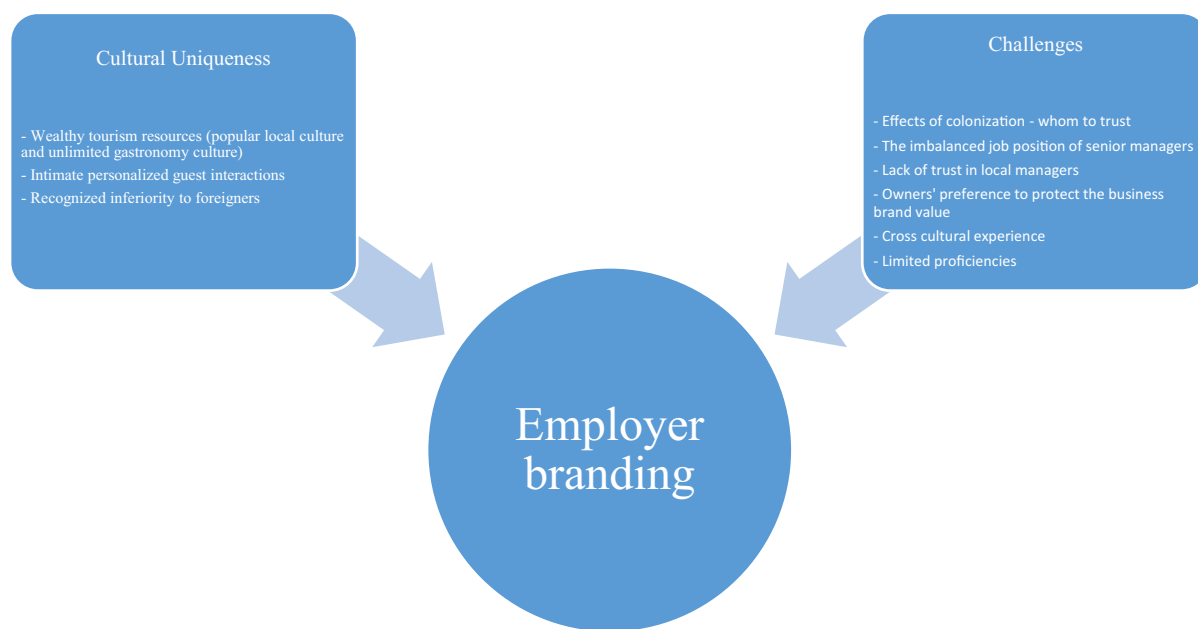 Cultural Uniqueness
- Wealthy tourism resources (popular local culture
and unlimited gastronomy culture)
- Intimate personalized guest interactions
- Recognized inferiority to foreigners
Challenges
- Effects of colonization - whom to trust
- The imbalanced job position of senior managers
- Lack of trust in local managers
- Owners' preference to protect the business
brand value
- Cross cultural experience
- Limited proficiencies
Employer
branding